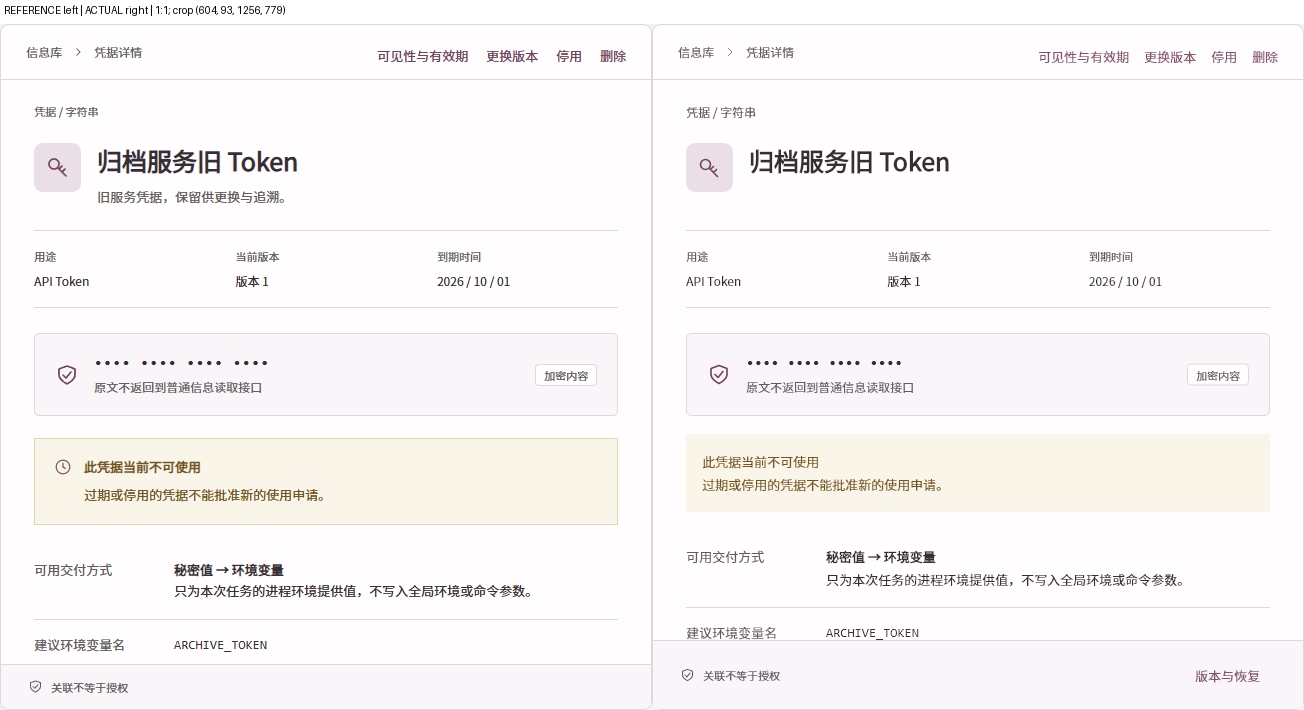 REFERENCE left | ACTUAL right | 1:1; crop (604, 93, 1256, 779)
信息库 > 凭据详情
可见性与有效期 更换版本 停用 删除
凭据 / 字符串
归档服务旧 Token
旧服务凭据，保留供更换与追溯。
用途 当前版本 到期时间
API Token 版本 1 2026 / 10 / 01
•••• •••• •••• ••••
原文不返回到普通信息读取接口
加密内容
此凭据当前不可使用
过期或停用的凭据不能批准新的使用申请。
可用交付方式 秘密值 → 环境变量
只为本次任务的进程环境提供值，不写入全局环境或命令参数。
建议环境变量名 ARCHIVE_TOKEN
关联不等于授权
信息库 > 凭据详情
可见性与有效期 更换版本 停用 删除
凭据 / 字符串
归档服务旧 Token
用途 当前版本 到期时间
API Token 版本 1 2026 / 10 / 01
•••• •••• •••• ••••
原文不返回到普通信息读取接口
加密内容
此凭据当前不可使用
过期或停用的凭据不能批准新的使用申请。
可用交付方式 秘密值 → 环境变量
只为本次任务的进程环境提供值，不写入全局环境或命令参数。
建议环境变量名 ARCHIVE_TOKEN
关联不等于授权
版本与恢复